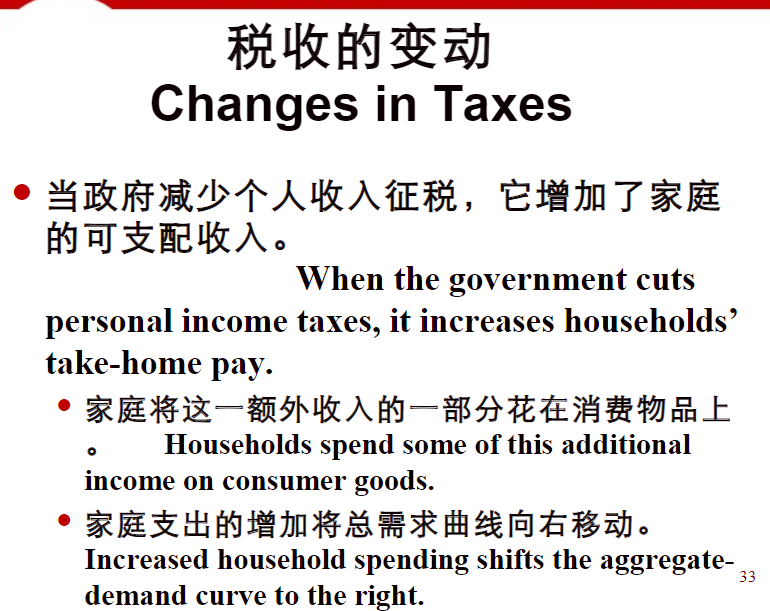 税收的变动
Changes in Taxes
当政府减少个人收入征税，它增加了家庭
的可支配收入。
When the government cuts
personal income taxes, it increases households’
take-home pay.
家庭将这一额外收入的一部分花在消费物品上
。 Households spend some of this additional
income on consumer goods.
家庭支出的增加将总需求曲线向右移动。
Increased household spending shifts the aggregate-
demand curve to the right.
33